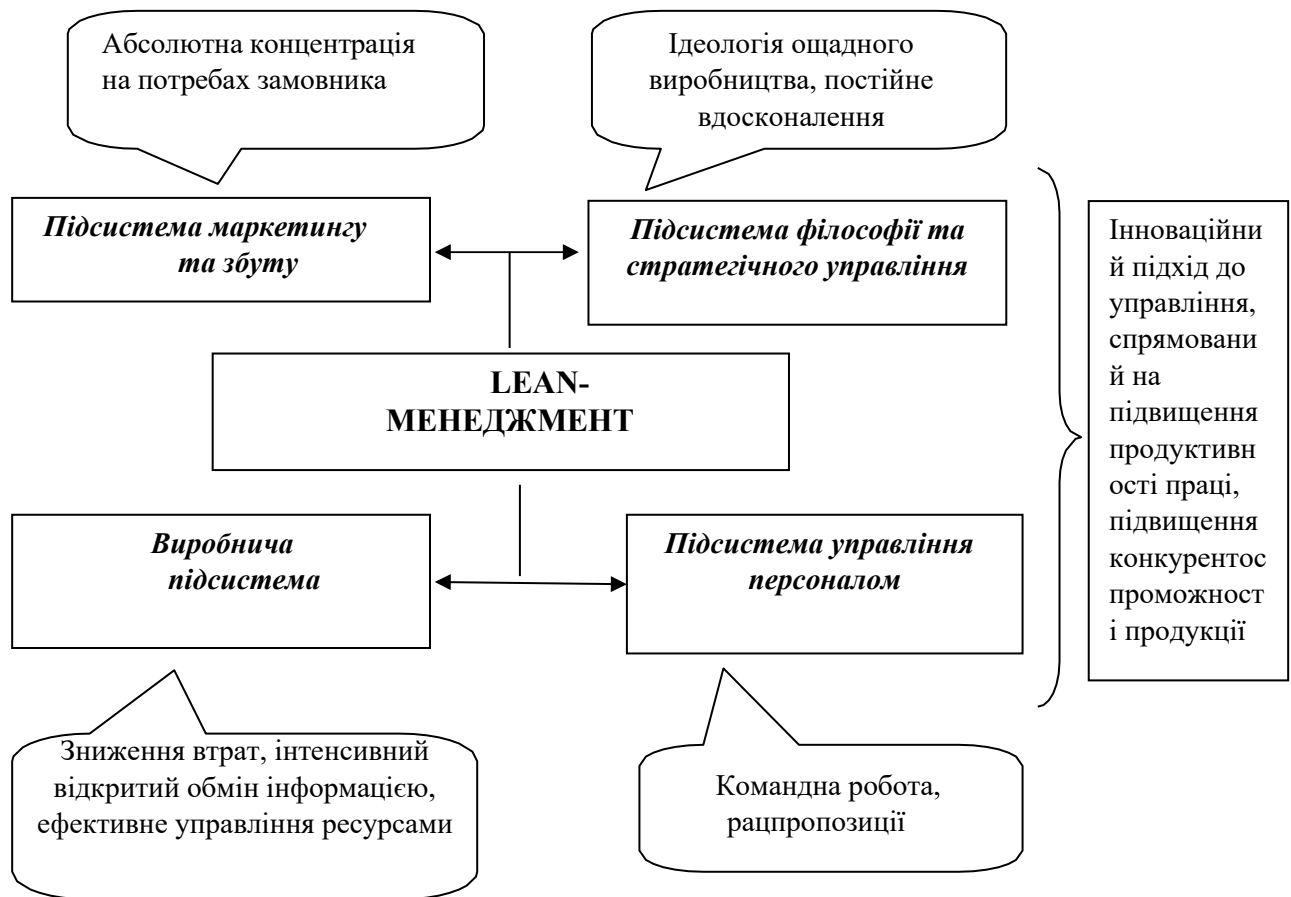 Абсолютна концентрація
на потребах замовника
Ідеологія ощадного
виробництва, постійне
вдосконалення
Підсистема маркетингу
та збуту
Підсистема філософії та
стратегічного управління
LEAN-
МЕНЕДЖМЕНТ
Виробнича
підсистема
Підсистема управління
персоналом
Зниження втрат, інтенсивний
відкритий обмін інформацією,
ефективне управління ресурсами
Командна робота,
рацпропозиції
Інноваційни
й підхід до
управління,
спрямовани
й на
підвищення
продуктивн
ості праці,
підвищення
конкурентос
проможност
і продукції